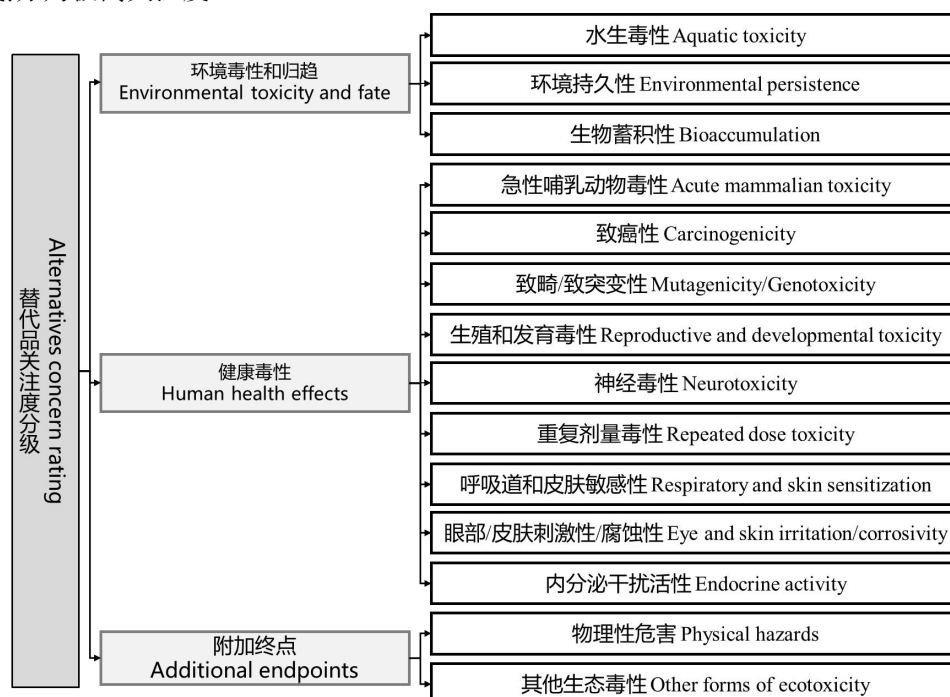 替代品关注度分级
Alternatives concern rating
环境毒性和归趋
Environmental toxicity and fate
水生毒性 Aquatic toxicity
环境持久性 Environmental persistence
生物蓄积性 Bioaccumulation
健康毒性
Human health effects
急性哺乳动物毒性 Acute mammalian toxicity
致癌性 Carcinogenicity
致畸/致突变性 Mutagenicity/Genotoxicity
生殖和发育毒性 Reproductive and developmental toxicity
神经毒性 Neurotoxicity
重复剂量毒性 Repeated dose toxicity
呼吸道和皮肤敏感性 Respiratory and skin sensitization
眼部/皮肤刺激性/腐蚀性 Eye and skin irritation/corrosivity
内分泌干扰活性 Endocrine activity
附加终点
Additional endpoints
物理性危害 Physical hazards
其他生态毒性 Other forms of ecotoxicity